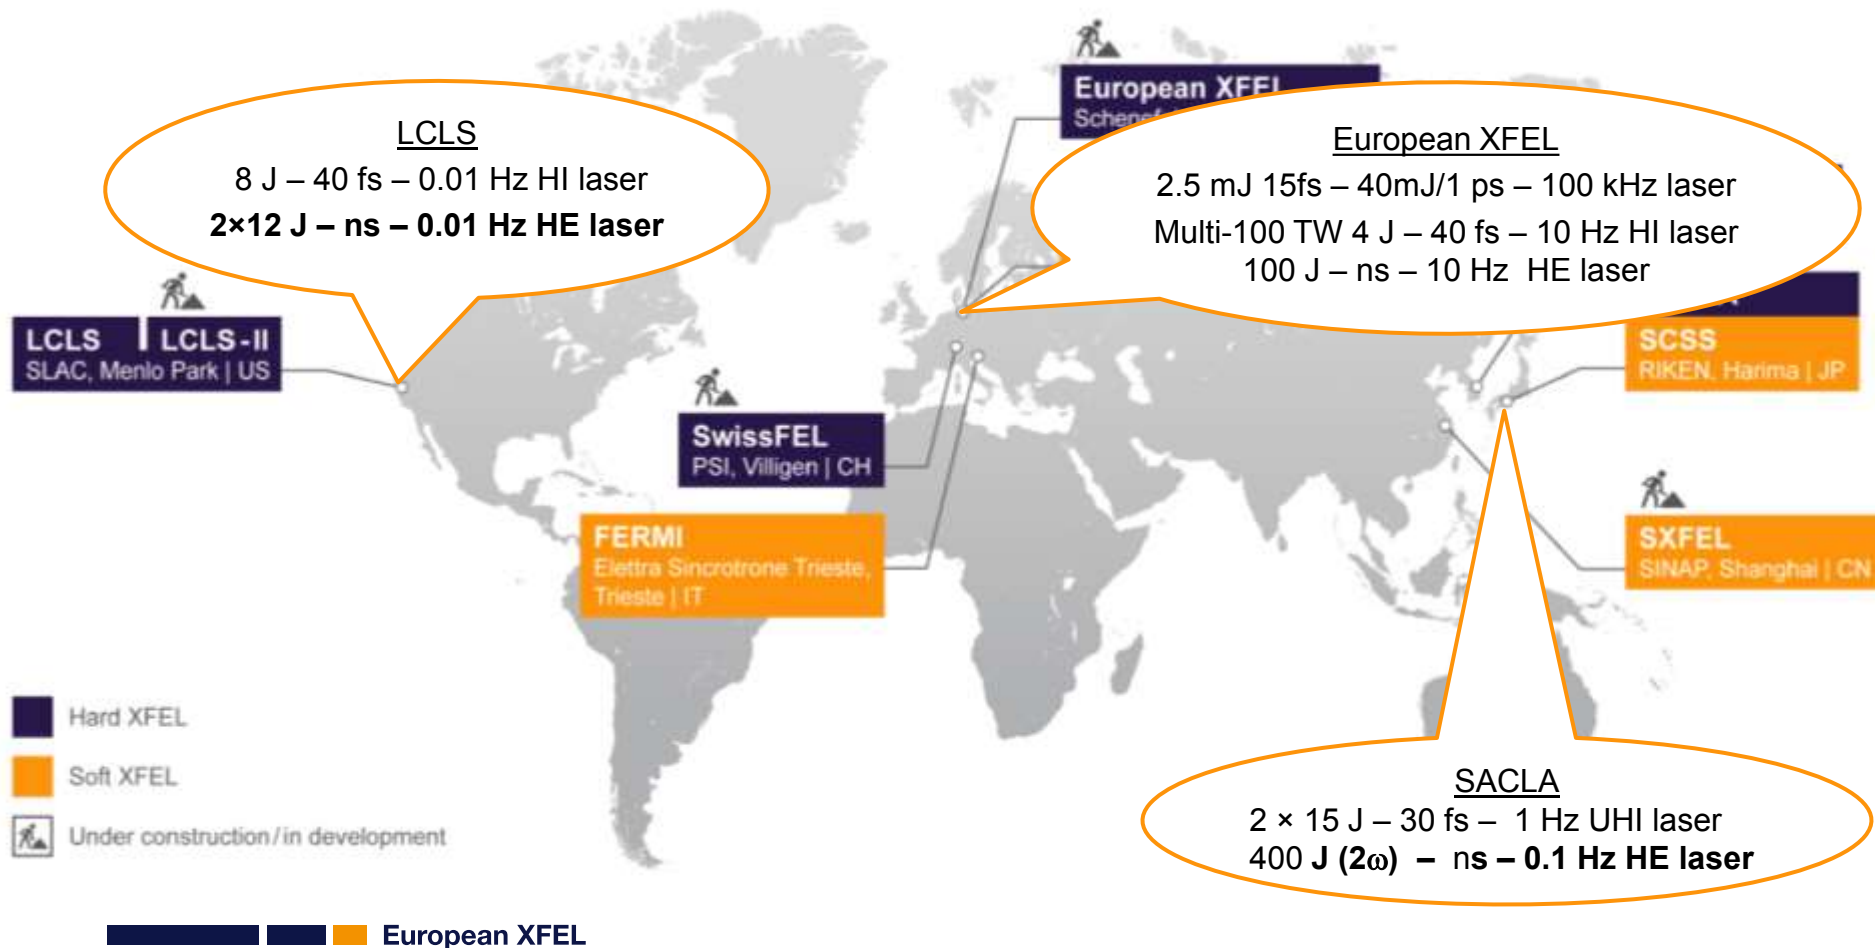 LCLS
8 J – 40 fs – 0.01 Hz HI laser
2×12 J – ns – 0.01 Hz HE laser
European XFEL
European XFEL
2.5 mJ 15fs – 40mJ/1 ps – 100 kHz laser
Multi-100 TW 4 J – 40 fs – 10 Hz HI laser
100 J – ns – 10 Hz HE laser
LCLS LCLS-II
SLAC, Menlo Park | US
SCSS
RIKEN, Harima | JP
SwissFEL
PSI, Villigen | CH
FERMI
Elettra Sincrotrone Trieste,
Trieste | IT
SXFEL
SINAP, Shanghai | CN
Hard XFEL
Soft XFEL
Under construction/in development
SACLA
2 × 15 J – 30 fs – 1 Hz UHI laser
400 J (2ω) – ns – 0.1 Hz HE laser
European XFEL